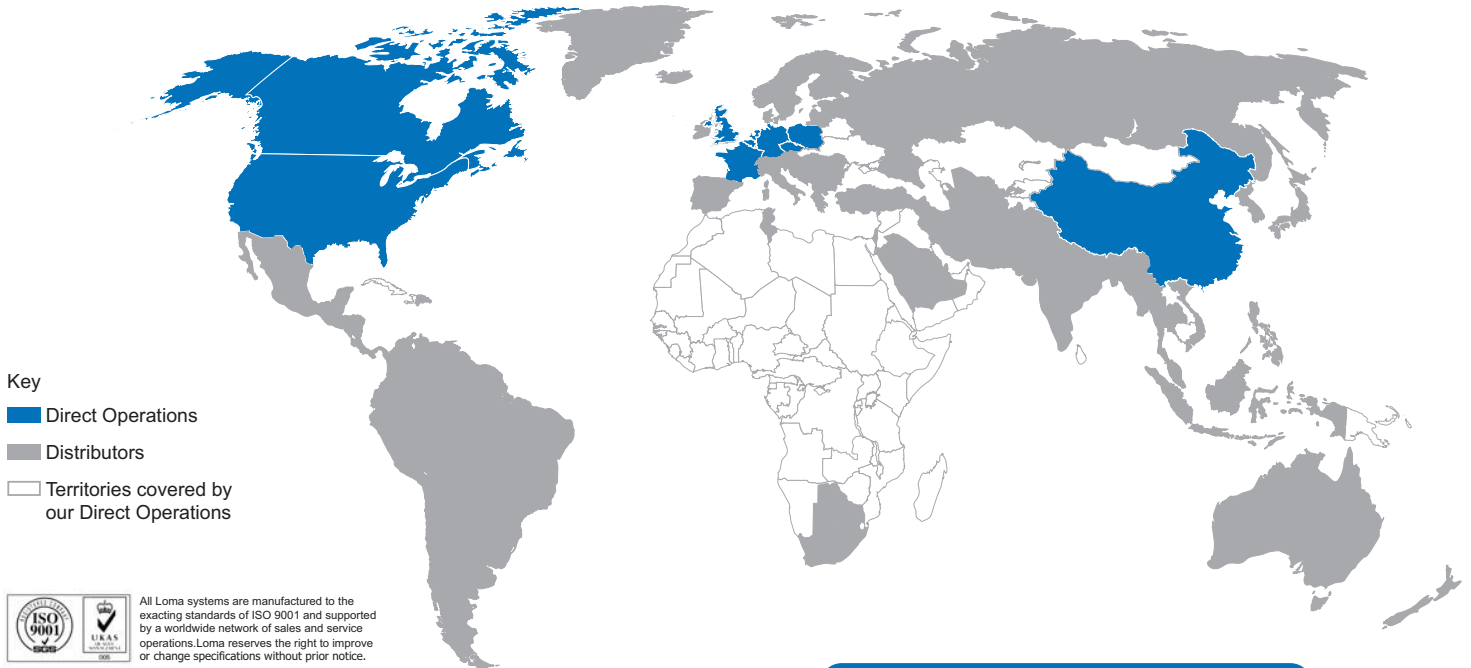 Key
Direct Operations
Distributors
Territories covered by
our Direct Operations
ISO
9001
SGS
UKAS
005
All Loma systems are manufactured to the
exacting standards of ISO 9001 and supported
by a worldwide network of sales and service
operations.Loma reserves the right to improve
or change specifications without prior notice.